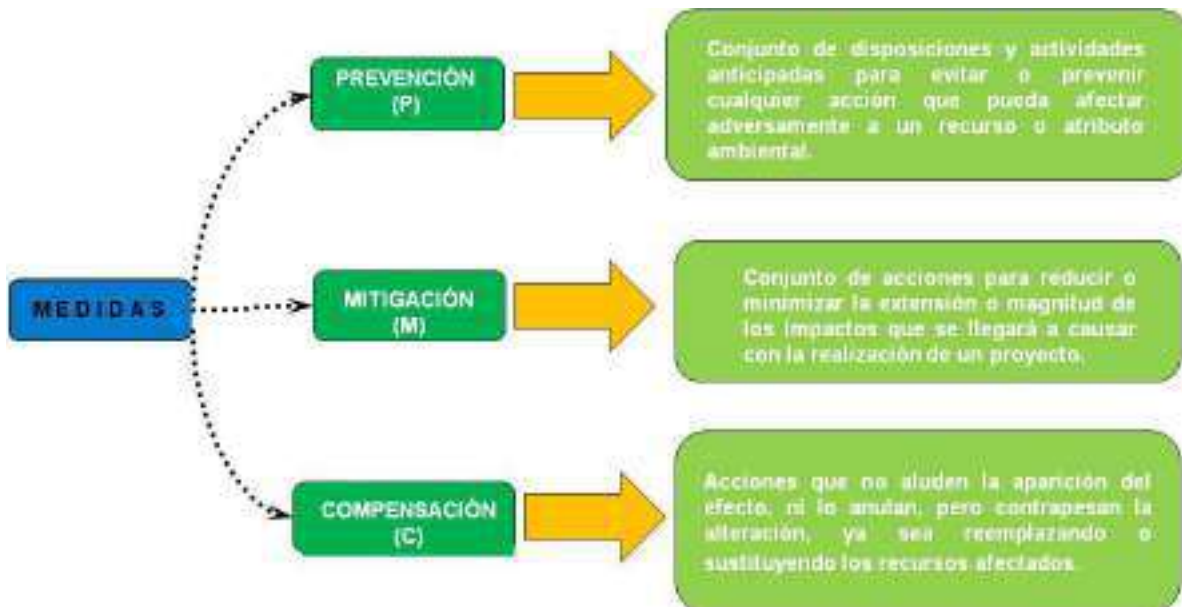 PREVENCIÓN
(P)
Conjunto de disposiciones y actividades
anticipadas para evitar o prevenir
cualquier acción que pueda afectar
adversamente a un recurso o atributo
ambiental.
MEDIDAS
MITIGACIÓN
(M)
Conjunto de acciones para reducir o
minimizar la extensión o magnitud de
los impactos que se llegará a causar
con la realización de un proyecto.
COMPENSACIÓN
(C)
Acciones que no aluden la aparición del
efecto, ni lo anulan, pero contrapesan la
alteración, ya sea reemplazando o
sustituyendo los recursos afectados.